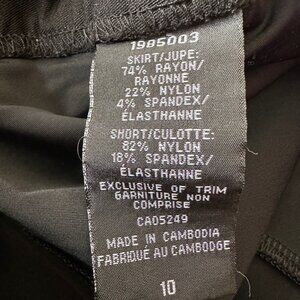 1985003
SKIRT/JUPE:
74% RAYON/
RAYONNE
22% NYLON
4% SPANDEX/
ÉLASTHANNE
SHORT/CULOTTE:
82% NYLON
18% SPANDEX/
ÉLASTHANNE
EXCLUSIVE OF TRIM
GARNITURE NON
COMPRISE
CA05249
MADE IN CAMBODIA
FABRIQUÉ AU CAMBODGE
10